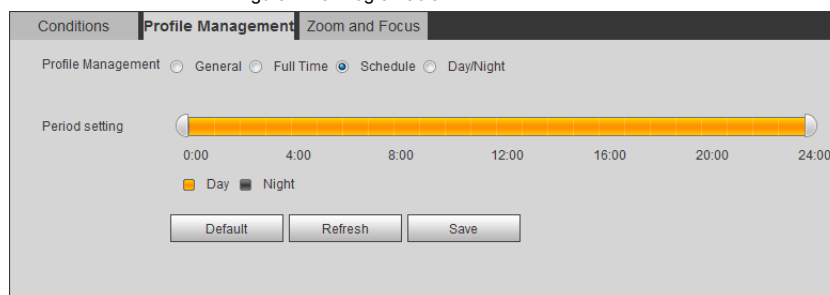 Conditions Profile Management Zoom and Focus
Profile Management General Full Time Schedule Day/Night
Period setting
0:00 4:00 8:00 12:00 16:00 20:00 24:00
Day Night
Default Refresh Save